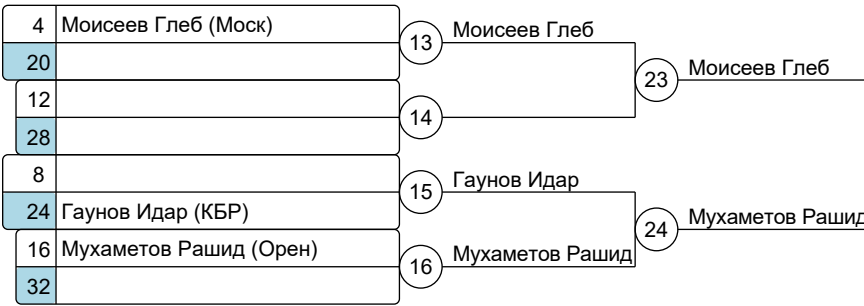 4 Моисеев Глеб (Моск)
20
13 Моисеев Глеб
12
28
14
23 Моисеев Глеб
8
24 Гаунов Идар (КБР)
15 Гаунов Идар
16 Мухаметов Рашид (Орен)
32
16 Мухаметов Рашид
24 Мухаметов Рашид